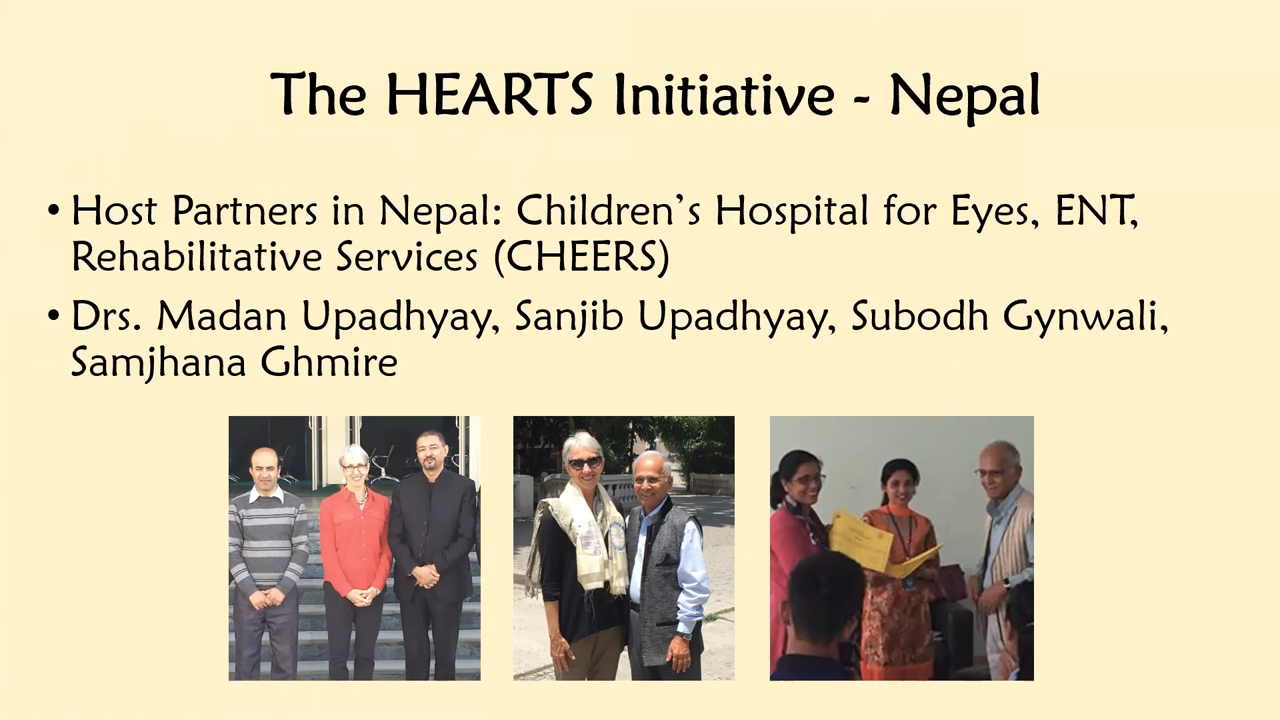 The HEARTS Initiative - Nepal
• Host Partners in Nepal: Children’s Hospital for Eyes, ENT,
Rehabilitative Services (CHEERS)
• Drs. Madan Upadhyay, Sanjib Upadhyay, Subodh Gynwali,
Samjhana Ghmire